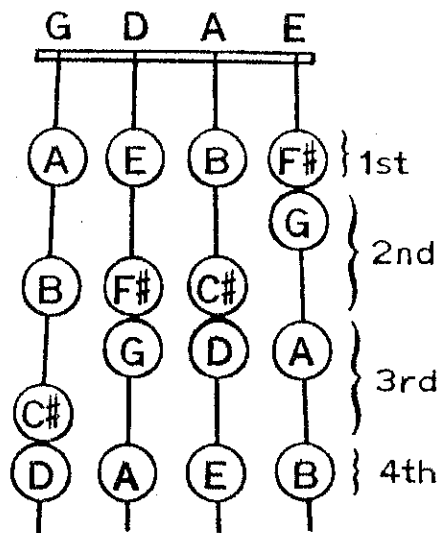 G D A E
A E B F# 1st
G
2nd
B F# C#
G D A
3rd
C#
D A E B 4th